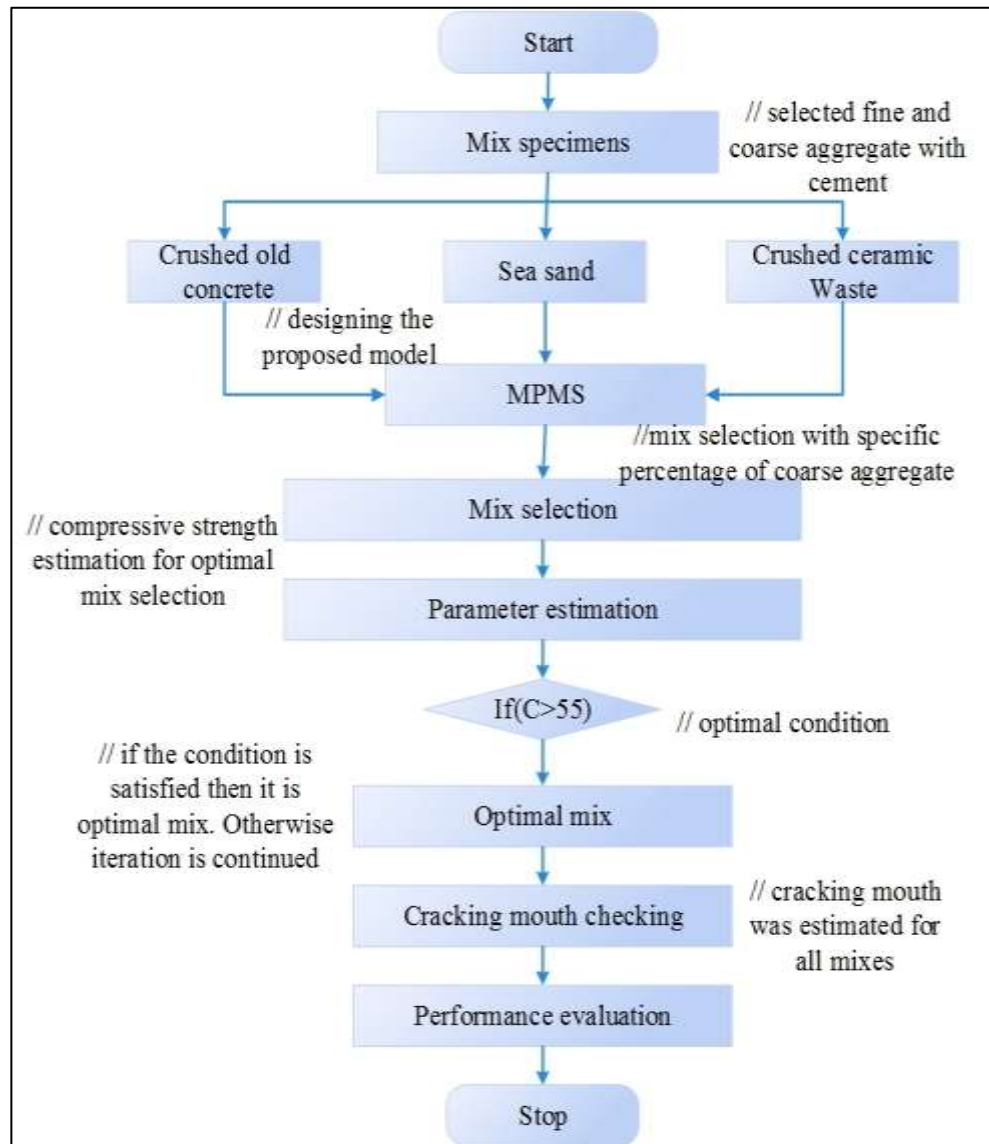 Start
Mix specimens
// selected fine and
coarse aggregate with
cement
Crushed old
concrete
Sea sand
Crushed ceramic
Waste
// designing the
proposed model
MPMS
//mix selection with specific
percentage of coarse aggregate
Mix selection
// compressive strength
estimation for optimal
mix selection
Parameter estimation
If(C>55)
// optimal condition
// if the condition is
satisfied then it is
optimal mix. Otherwise
iteration is continued
Optimal mix
Cracking mouth checking
// cracking mouth
was estimated for
all mixes
Performance evaluation
Stop